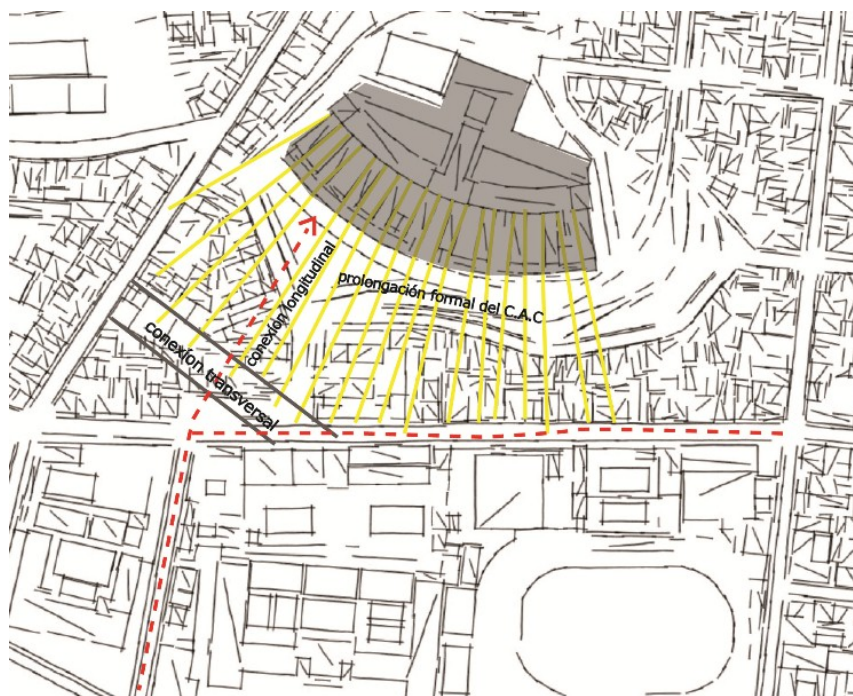 conexion longitudinal
prolongación formal del C.A.C
conexion transversal